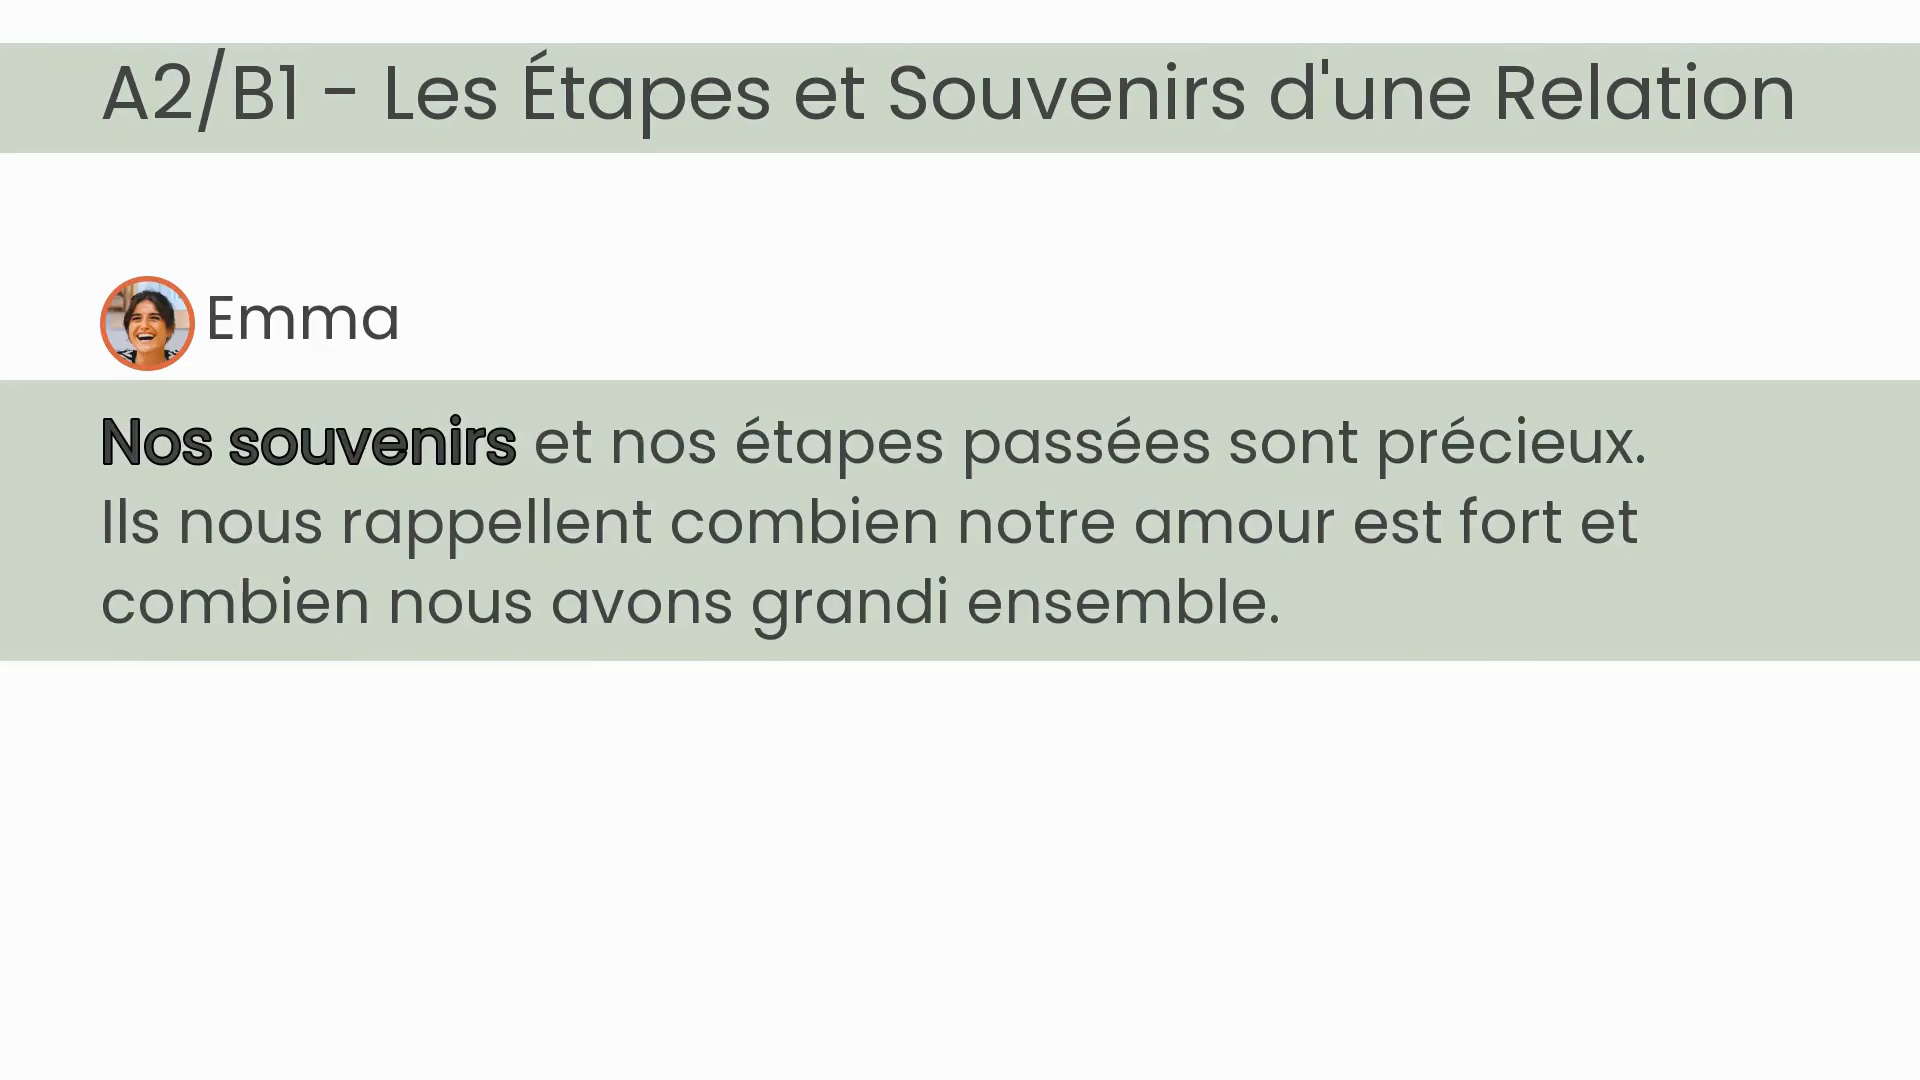 A2/B1 - Les Étapes et Souvenirs d'une Relation
Emma
Nos souvenirs et nos étapes passées sont précieux.
Ils nous rappellent combien notre amour est fort et
combien nous avons grandi ensemble.